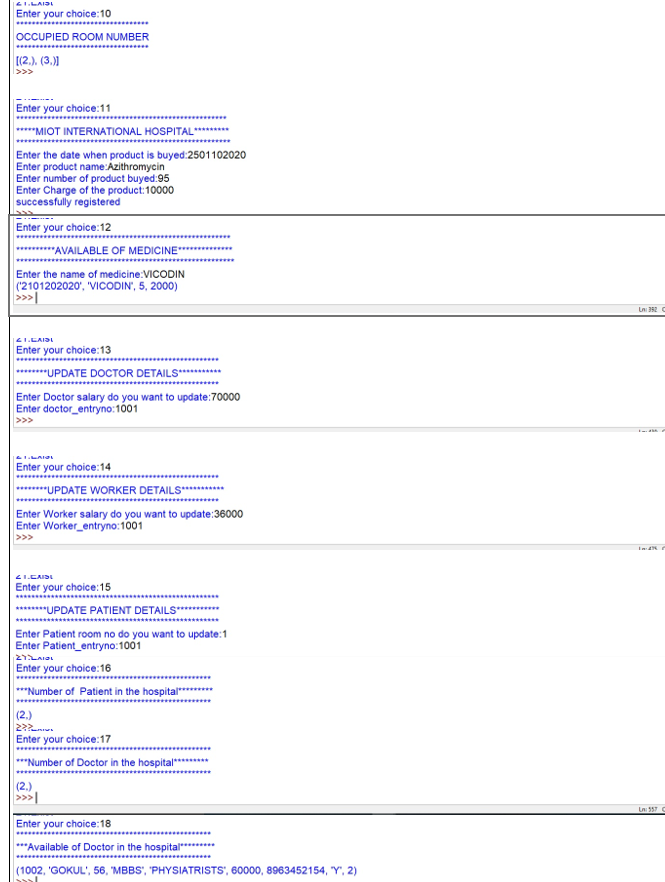 21.Exist
Enter your choice:10
**********************************
OCCUPIED ROOM NUMBER
**********************************
[(2,), (3,)]
>>>
Enter your choice:11
******************************************************
*****MIOT INTERNATIONAL HOSPITAL*********
*******************************************************
Enter the date when product is buyed:2501102020
Enter product name:Azithromycin
Enter number of product buyed:95
Enter Charge of the product:10000
successfully registered
>>>
Enter your choice:12
*******************************************************
**********AVAILABLE OF MEDICINE**************
********************************************************
Enter the name of medicine:VICODIN
('2101202020', 'VICODIN', 5, 2000)
>>>
Ln: 392
21.Exist
Enter your choice:13
****************************************************
********UPDATE DOCTOR DETAILS***********
****************************************************
Enter Doctor salary do you want to update:70000
Enter doctor_entryno:1001
>>>
21.Exist
Enter your choice:14
****************************************************
********UPDATE WORKER DETAILS***********
****************************************************
Enter Worker salary do you want to update:36000
Enter Worker_entryno:1001
>>>
Ln: 475
21.Exist
Enter your choice:15
****************************************************
********UPDATE PATIENT DETAILS***********
****************************************************
Enter Patient room no do you want to update:1
Enter Patient_entryno:1001
21.Exist
Enter your choice:16
**************************************************
***Number of  Patient in the hospital*********
**************************************************
(2,)
>>>
21.Exist
Enter your choice:17
**************************************************
***Number of Doctor in the hospital*********
**************************************************
(2,)
>>>
Ln: 557
Enter your choice:18
**************************************************
***Available of Doctor in the hospital*********
**************************************************
(1002, 'GOKUL', 56, 'MBBS', 'PHYSIATRISTS', 60000, 8963452154, 'Y', 2)
>>>